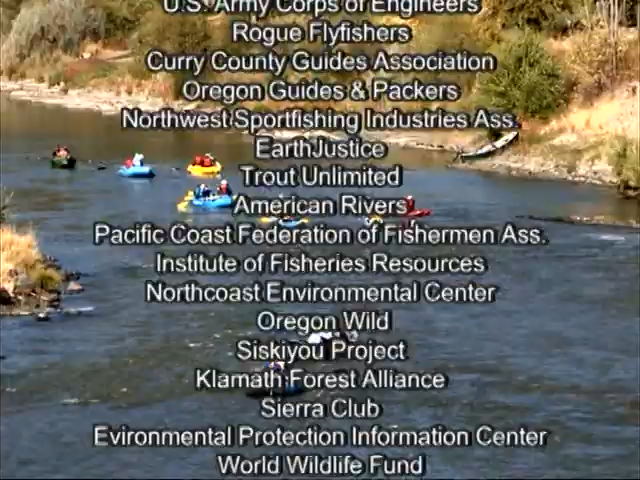 U.S. Army Corps of Engineers
Rogue Flyfishers
Curry County Guides Association
Oregon Guides & Packers
Northwest Sportfishing Industries Ass.
EarthJustice
Trout Unlimited
American Rivers
Pacific Coast Federation of Fishermen Ass.
Institute of Fisheries Resources
Northcoast Environmental Center
Oregon Wild
Siskiyou Project
Klamath Forest Alliance
Sierra Club
Evironmental Protection Information Center
World Wildlife Fund